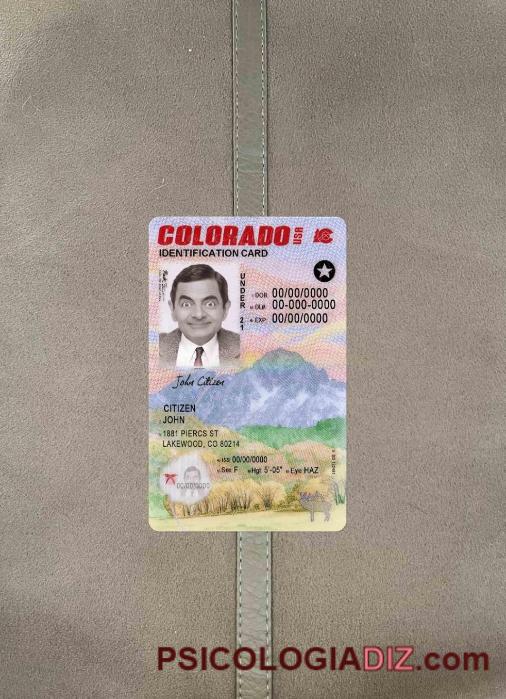 COLORADO USA
IDENTIFICATION CARD
UNDER 21
DOB 00/00/0000
DL# 00-000-0000
EXP 00/00/0000
John Citizen
CITIZEN
JOHN
1881 PIERCS ST
LAKEWOOD, CO 80214
ISS 00/00/0000
Sex F Hgt 5'-05" Eye HAZ
00/00/0000
PSICOLOGIADIZ.com